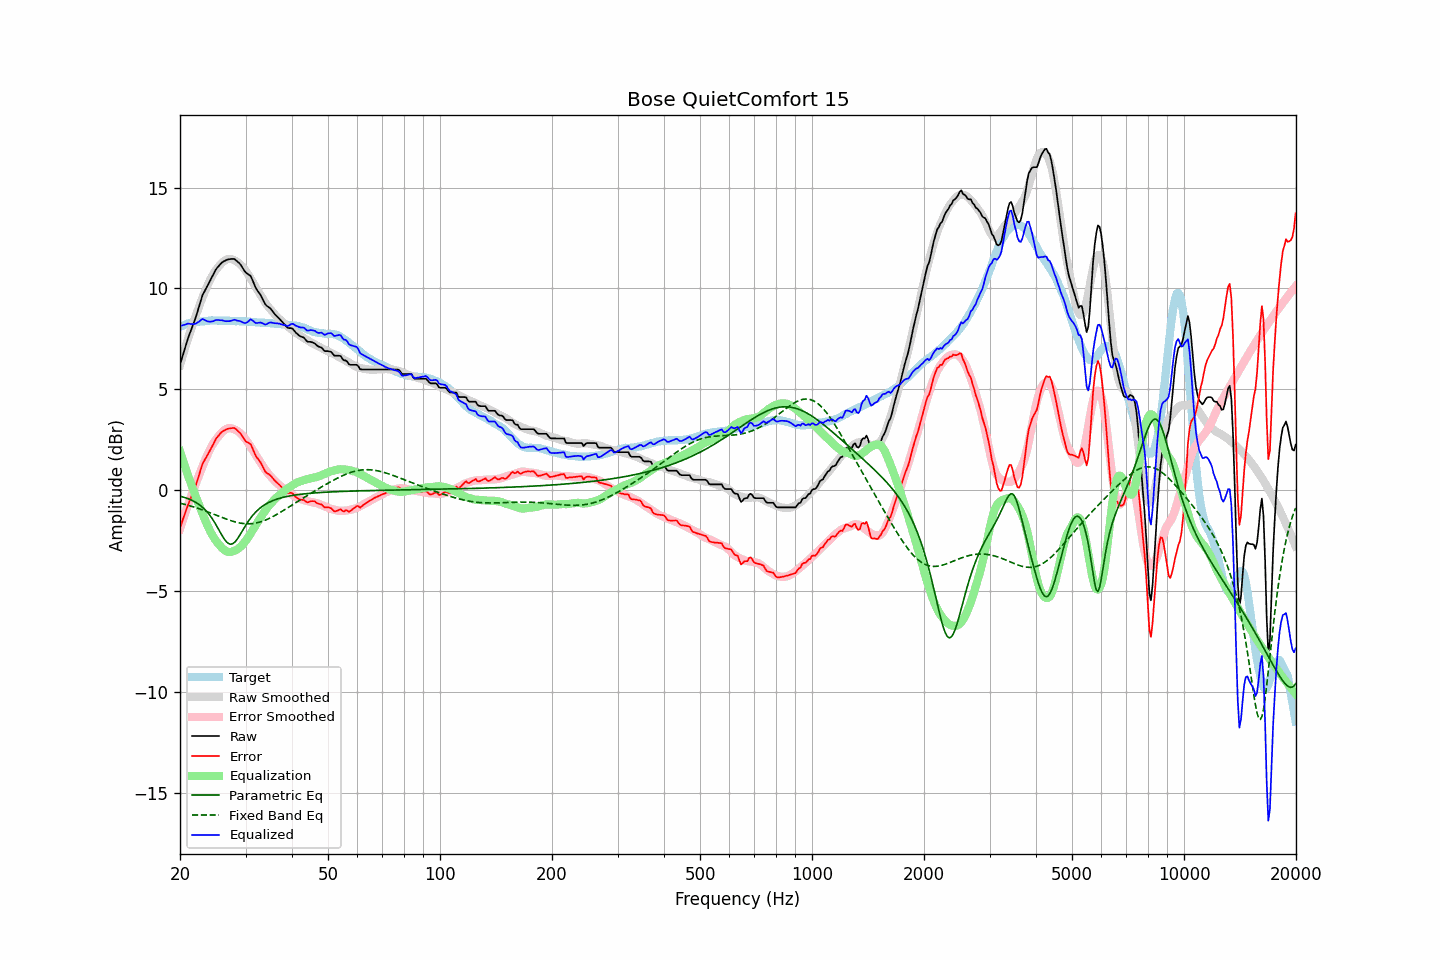 Bose QuietComfort 15
Amplitude (dBr)
15
10
5
0
−5
−10
−15
Target
Raw Smoothed
Error Smoothed
Raw
Error
Equalization
Parametric Eq
Fixed Band Eq
Equalized
20 50 100 200 500 1000 2000 5000 10000 20000
Frequency (Hz)